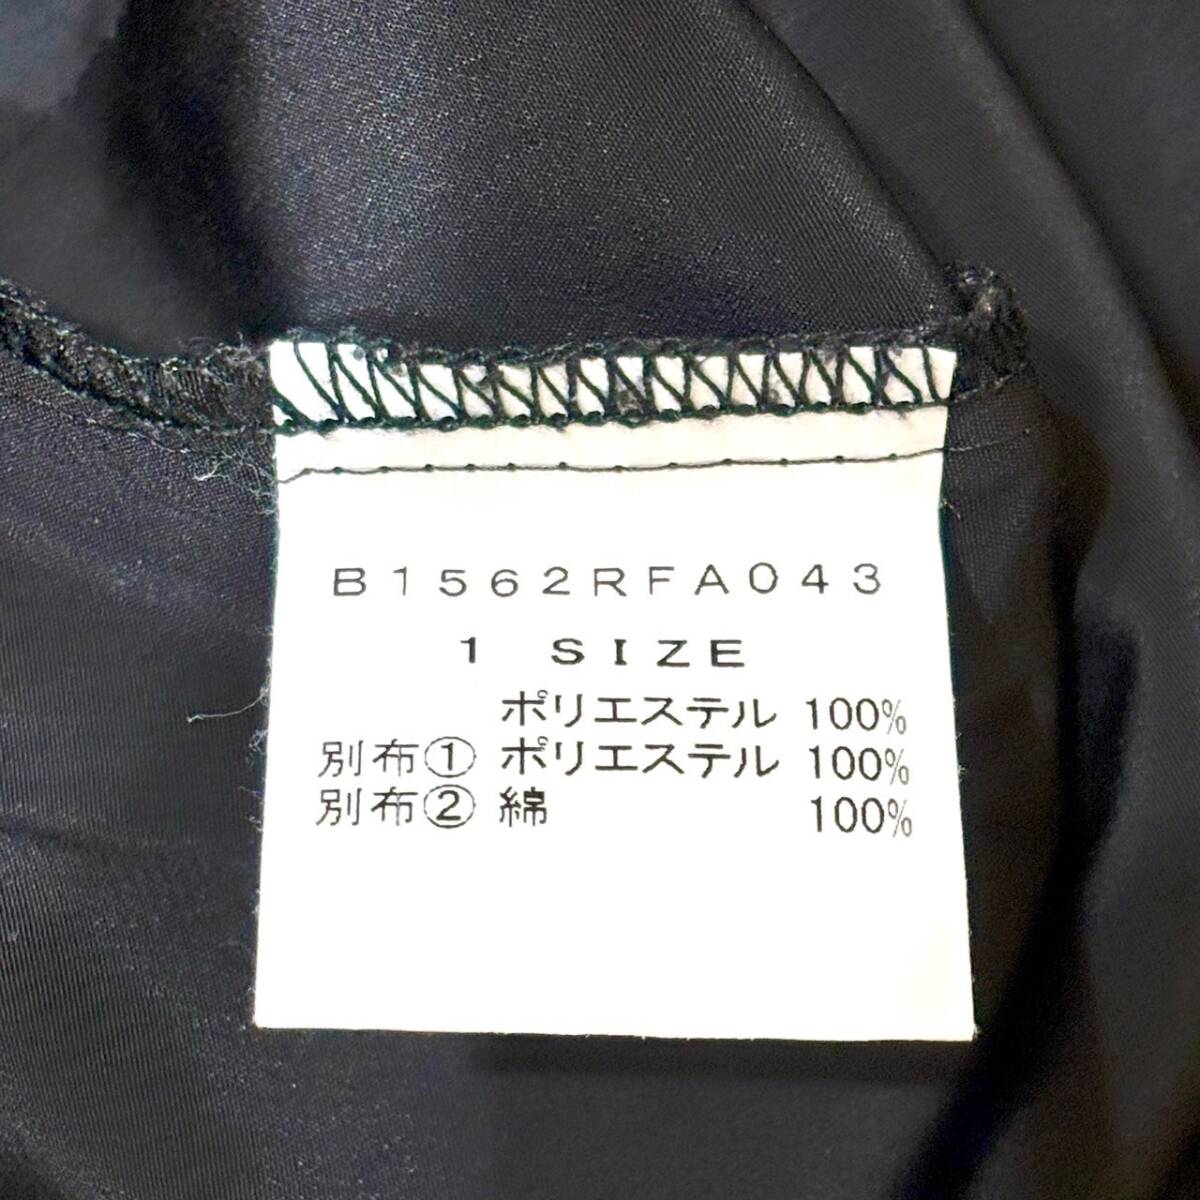 B1562RFA043
1 SIZE
ポリエステル 100%
別布① ポリエステル 100%
別布② 綿 100%